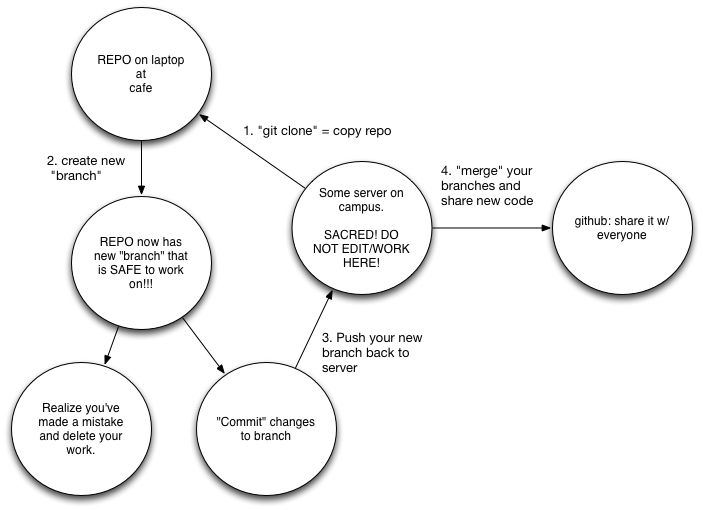 REPO on laptop
at
cafe
1. "git clone" = copy repo
2. create new
"branch"
Some server on
campus.
SACRED! DO
NOT EDIT/WORK
HERE!
4. "merge" your
branches and
share new code
github: share it w/
everyone
REPO now has
new "branch" that
is SAFE to work
on!!!
3. Push your new
branch back to
server
Realize you've
made a mistake
and delete your
work.
"Commit" changes
to branch